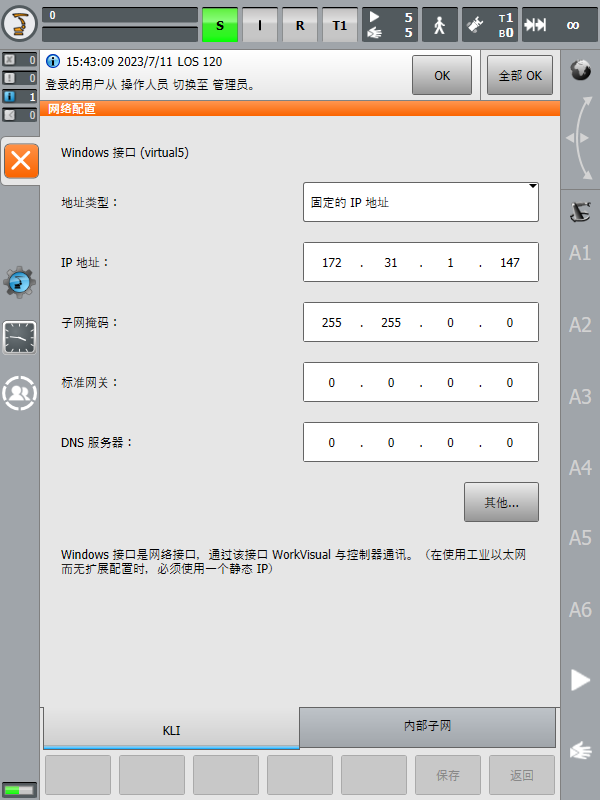 0
S
I
R
T1
5
5
T1
B0
∞
0
0
1
0
15:43:09 2023/7/11 LOS 120
登录的用户从 操作人员 切换至 管理员。
OK
全部 OK
网络配置
Windows 接口 (virtual5)
地址类型：
固定的 IP 地址
IP 地址：
172 . 31 . 1 . 147
子网掩码：
255 . 255 . 0 . 0
标准网关：
0 . 0 . 0 . 0
DNS 服务器：
0 . 0 . 0 . 0
其他...
Windows 接口是网络接口，通过该接口 WorkVisual 与控制器通讯。（在使用工业以太网
而无扩展配置时，必须使用一个静态 IP）
A1
A2
A3
A4
A5
A6
KLI
内部子网
保存
返回